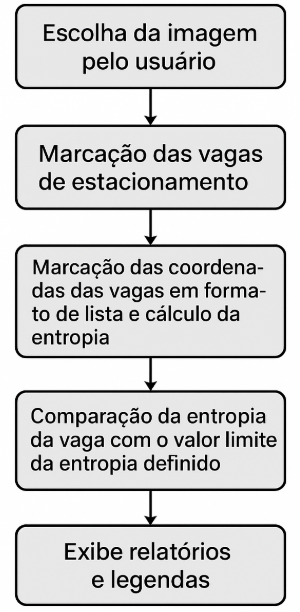 Escolha da imagem
pelo usuário
Marcação das vagas
de estacionamento
Marcação das coordena-
das das vagas em forma-
to de lista e cálculo da
entropia
Comparação da entropia
da vaga com o valor limite
da entropia definido
Exibe relatórios
e legendas